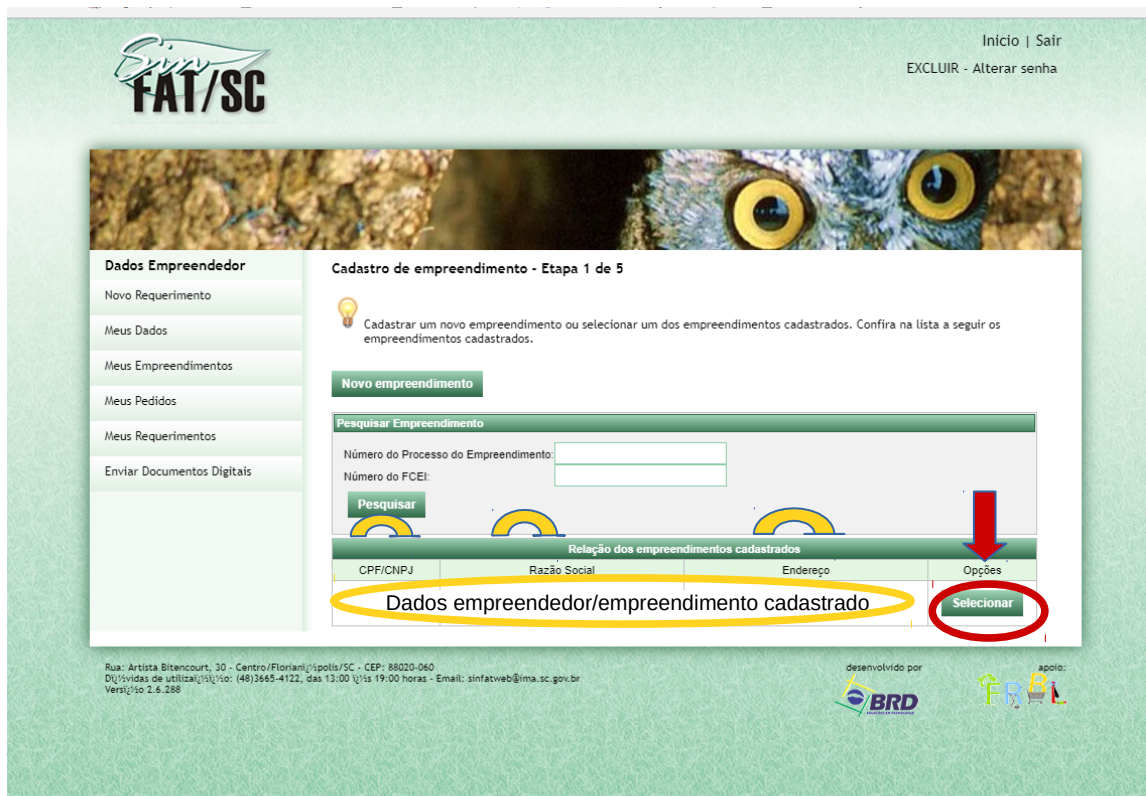 Sin
FAT/SC
Inicio | Sair
EXCLUIR - Alterar senha
Dados Empreendedor
Novo Requerimento
Meus Dados
Meus Empreendimentos
Meus Pedidos
Meus Requerimentos
Enviar Documentos Digitais
Cadastro de empreendimento - Etapa 1 de 5
Cadastrar um novo empreendimento ou selecionar um dos empreendimentos cadastrados. Confira na lista a seguir os
empreendimentos cadastrados.
Novo empreendimento
Pesquisar Empreendimento
Número do Processo do Empreendimento:
Número do FCEI:
Pesquisar
Relação dos empreendimentos cadastrados
CPF/CNPJ Razão Social Endereço Opções
Dados empreendedor/empreendimento cadastrado Selecionar
Rua: Artista Bitencourt, 30 - Centro/Florianï¿½polis/SC - CEP: 88020-060
Dï¿½vidas de utilizaï¿½ï¿½o: (48)3665-4122, das 13:00 ï¿½s 19:00 horas - Email: sinfatweb@ima.sc.gov.br
Versï¿½o 2.6.288
desenvolvido por
BRD
apoio:
FRBL